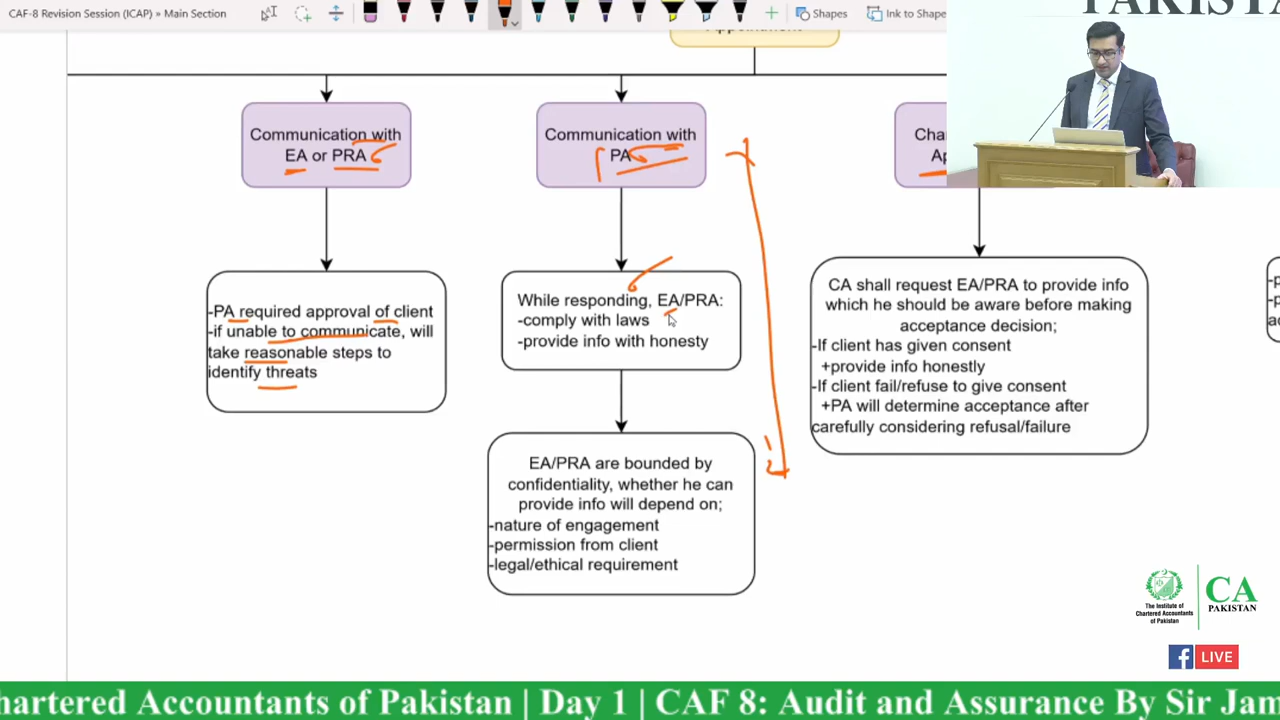 CAF-8 Revision Session (ICAP) » Main Section
Shapes
Ink to Shape
PAKISTAN
Communication with
EA or PRA
Communication with
PA
-PA required approval of client
-if unable to communicate, will
take reasonable steps to
identify threats
While responding, EA/PRA:
-comply with laws
-provide info with honesty
EA/PRA are bounded by
confidentiality, whether he can
provide info will depend on;
-nature of engagement
-permission from client
-legal/ethical requirement
CA shall request EA/PRA to provide info
which he should be aware before making
acceptance decision;
-If client has given consent
+provide info honestly
-If client fail/refuse to give consent
+PA will determine acceptance after
carefully considering refusal/failure
The Institute of
Chartered Accountants
of Pakistan
CA
PAKISTAN
f LIVE
hartered Accountants of Pakistan | Day 1 | CAF 8: Audit and Assurance By Sir Jam